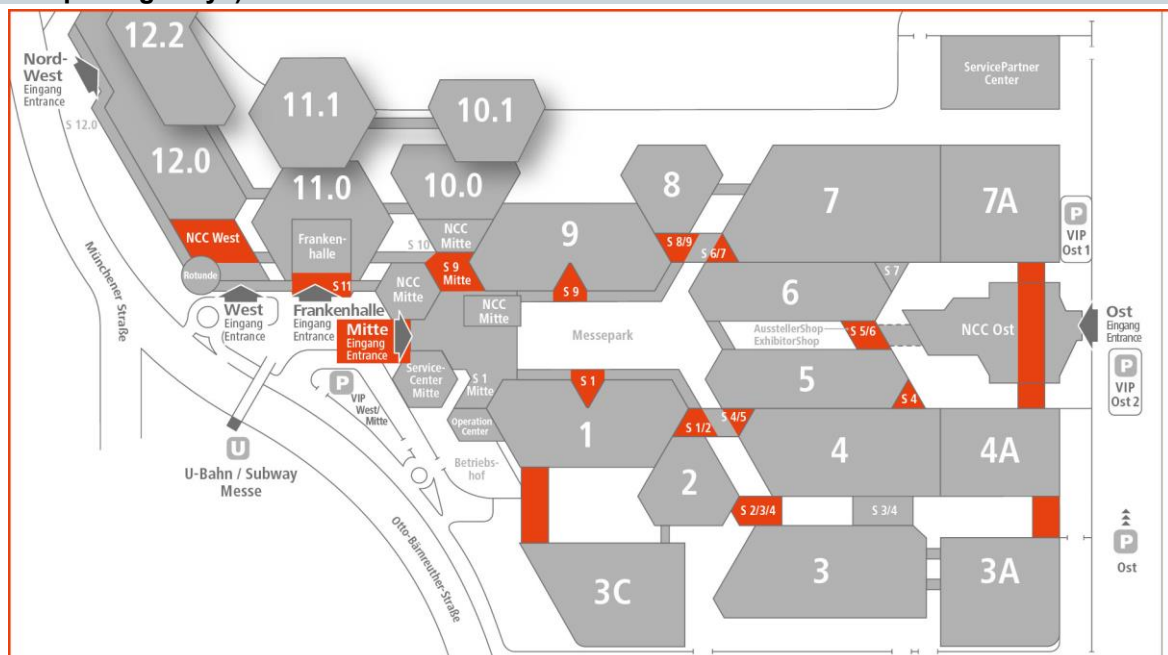 12.2
Nord-
West
Eingang
Entrance
S 12.0
11.1
10.1
ServicePartner
Center
12.0
11.0
10.0
8
7
7A
NCC West
Franken-
halle
S 10
NCC
Mitte
9
S 8/9
S 6/7
P
VIP
Ost 1
Rotunde
S 11
NCC
Mitte
S 9
Mitte
S 9
6
S 7
Münchener Straße
West
Eingang
(Entrance
Frankenhalle
Eingang
Entrance
Mitte
Eingang
Entrance
NCC
Mitte
Messepark
AusstellerShop
ExhibitorShop
S 5/6
NCC Ost
Ost
Eingang
Entrance
P
VIP
Ost 2
Service-
Center
Mitte
P
VIP
West/
Mitte
S 1
Mitte
S 1
5
S 4
Operation
Center
1
S 1/2
S 4/5
4
4A
U
U-Bahn / Subway
Messe
Betriebs-
hof
2
S 2/3/4
S 3/4
Otto-Bärnreuther-Straße
3C
3
3A
P
Ost